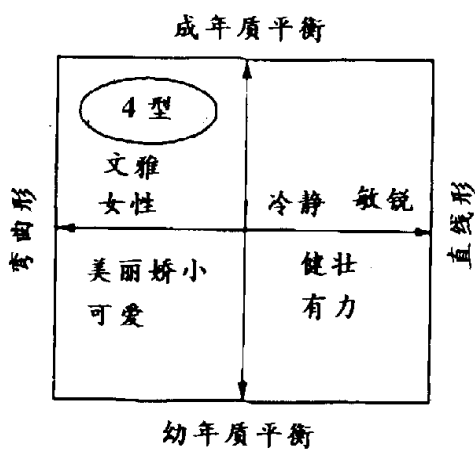 成年质平衡
4型
文雅
女性
冷静 敏锐
弯曲形
直线形
美丽娇小
可爱
健壮
有力
幼年质平衡